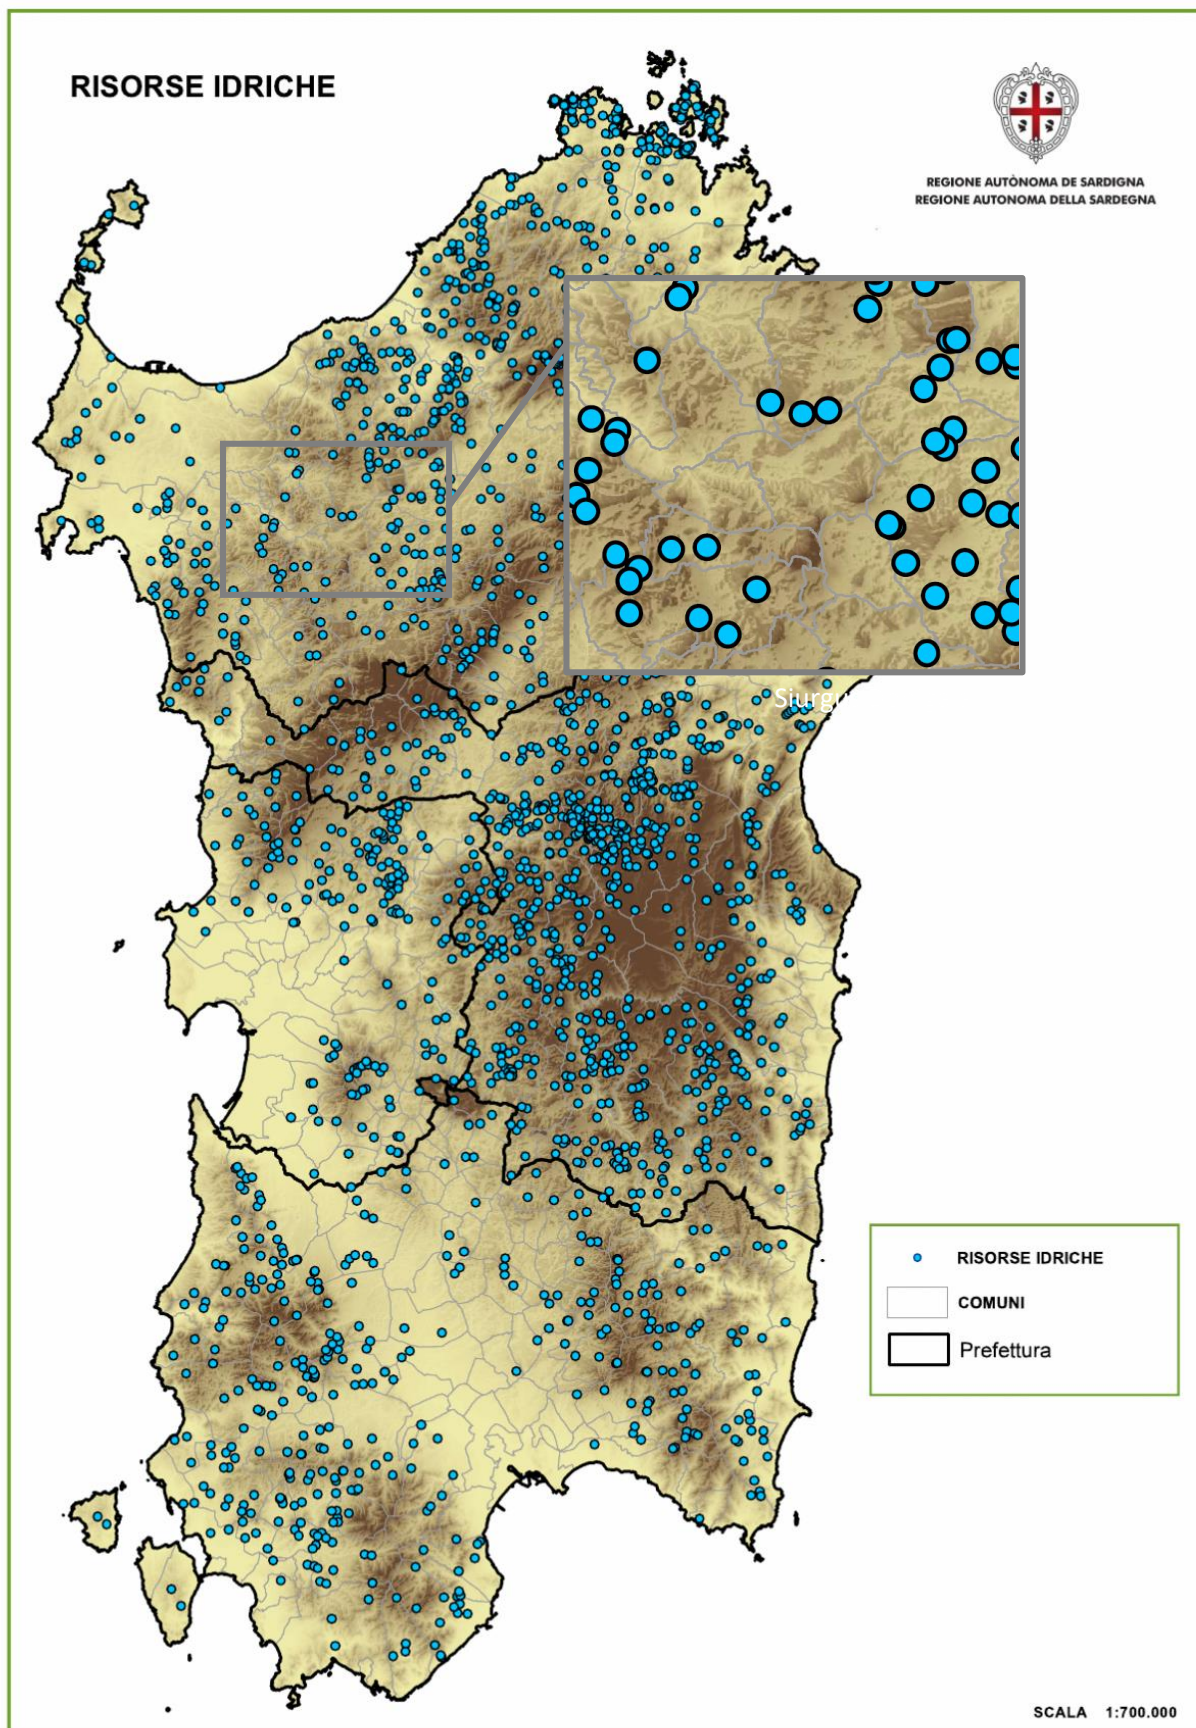 RISORSE IDRICHE
REGIONE AUTÒNOMA DE SARDIGNA
REGIONE AUTONOMA DELLA SARDEGNA
RISORSE IDRICHE
COMUNI
Prefettura
SCALA 1:700.000